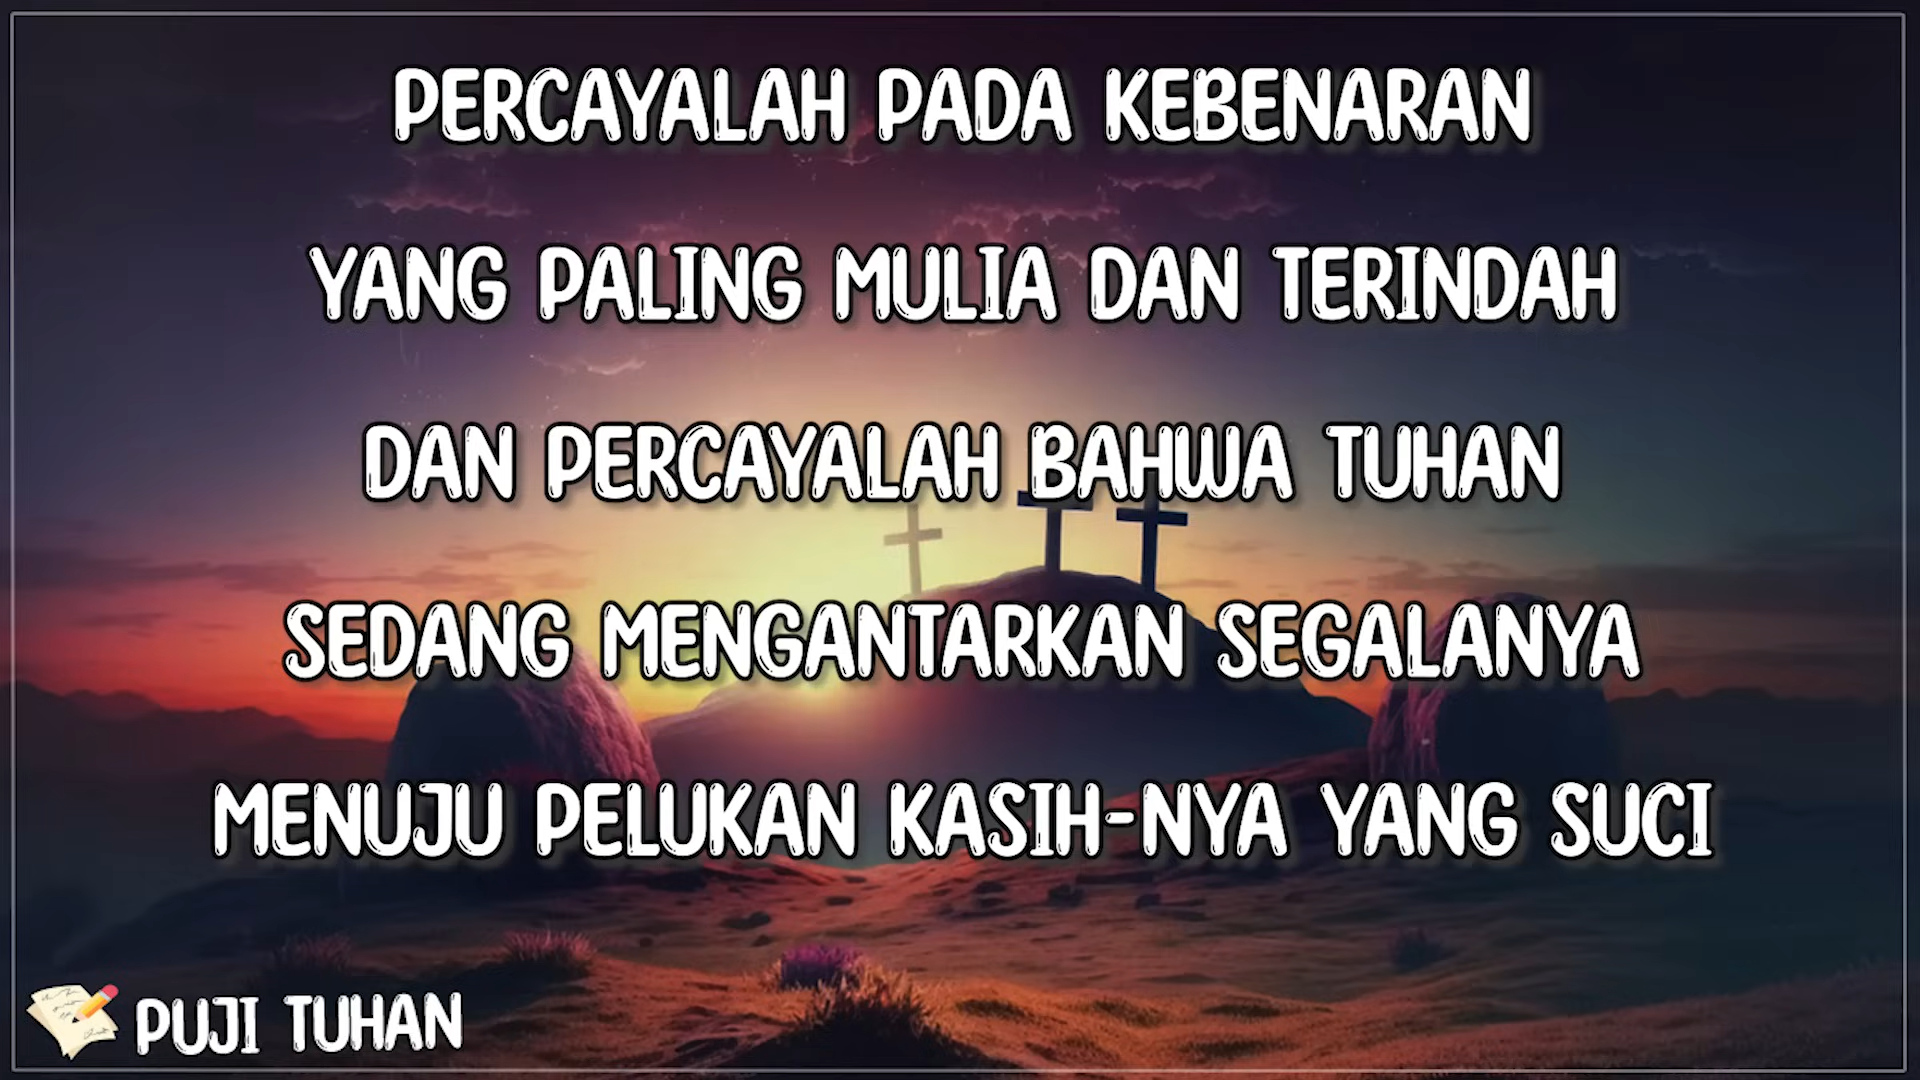 PERCAYALAH PADA KEBENARAN
YANG PALING MULIA DAN TERINDAH
DAN PERCAYALAH BAHWA TUHAN
SEDANG MENGANTARKAN SEGALANYA
MENUJU PELUKAN KASIH-NYA YANG SUCI
PUJI TUHAN